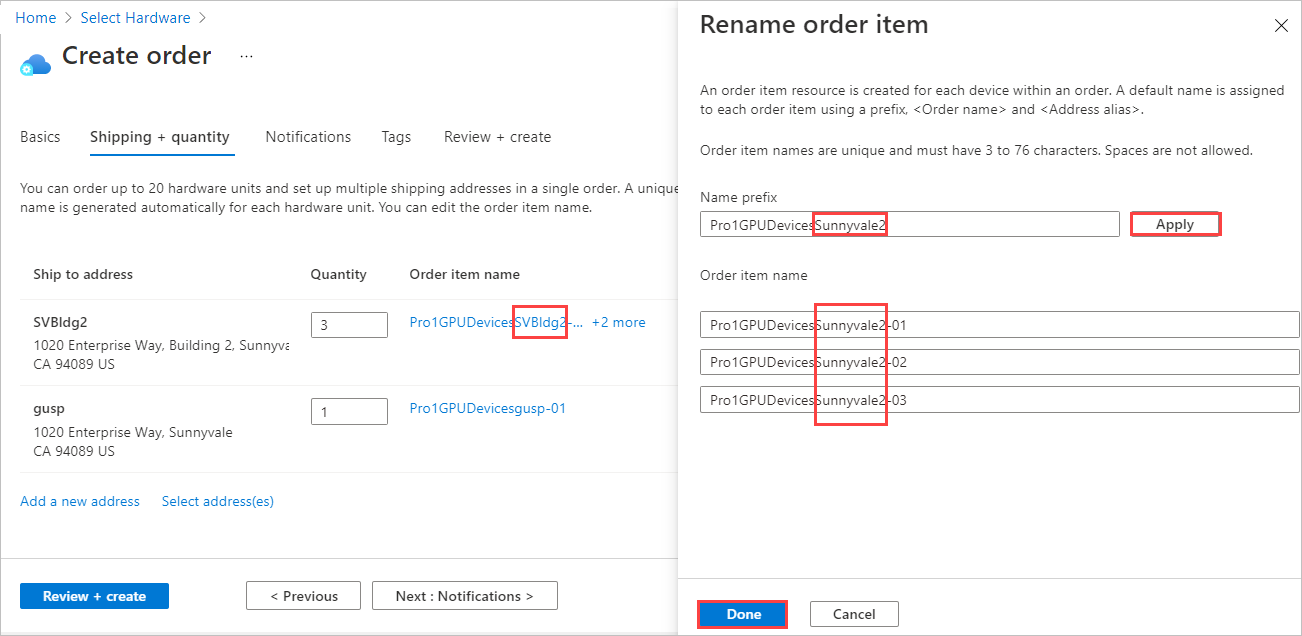 Home > Select Hardware >
Create order ...
Basics Shipping + quantity Notifications Tags Review + create
You can order up to 20 hardware units and set up multiple shipping addresses in a single order. A unique
name is generated automatically for each hardware unit. You can edit the order item name.
Ship to address Quantity Order item name
SVBldg2 3 Pro1GPUDevicesSVBldg2-... +2 more
1020 Enterprise Way, Building 2, Sunnyva
CA 94089 US
gusp 1 Pro1GPUDevicesgusp-01
1020 Enterprise Way, Sunnyvale
CA 94089 US
Add a new address Select address(es)
Review + create < Previous Next : Notifications >
Rename order item
An order item resource is created for each device within an order. A default name is assigned
to each order item using a prefix, <Order name> and <Address alias>.
Order item names are unique and must have 3 to 76 characters. Spaces are not allowed.
Name prefix
Pro1GPUDevicesSunnyvale2 Apply
Order item name
Pro1GPUDevicesSunnyvale2-01
Pro1GPUDevicesSunnyvale2-02
Pro1GPUDevicesSunnyvale2-03
Done Cancel